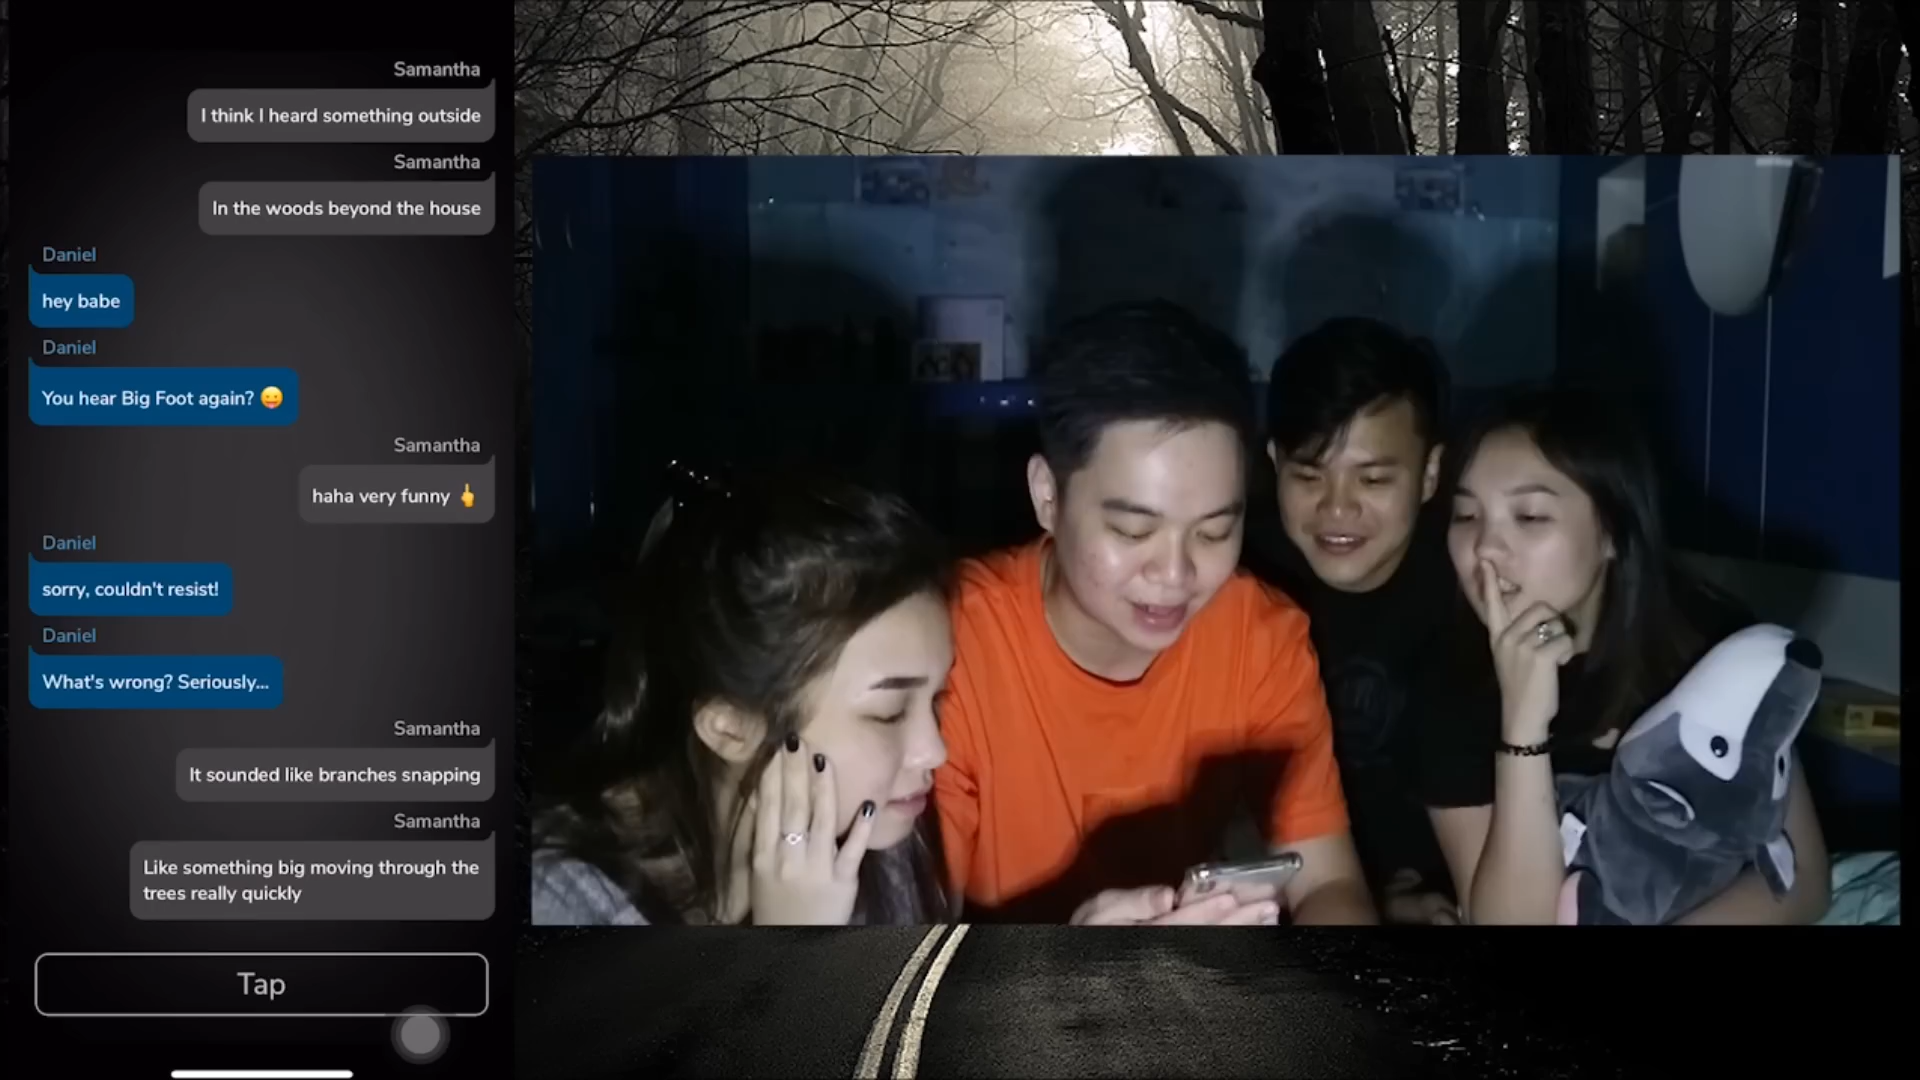 Samantha
I think I heard something outside
Samantha
In the woods beyond the house
Daniel
hey babe
Daniel
You hear Big Foot again? 😛
Samantha
haha very funny 🖕
Daniel
sorry, couldn't resist!
Daniel
What's wrong? Seriously...
Samantha
It sounded like branches snapping
Samantha
Like something big moving through the
trees really quickly
Tap